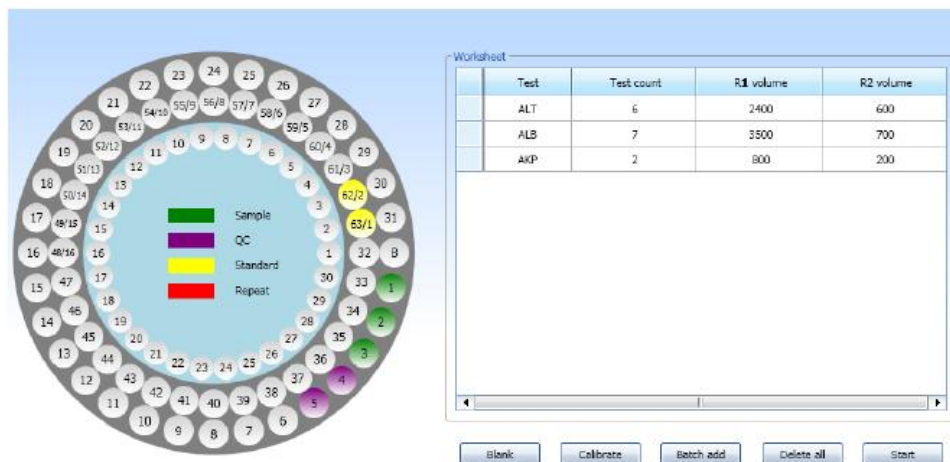 Worksheet
Test Test count R1 volume R2 volume
ALT 6 2400 600
ALB 7 3500 700
AKP 2 800 200
Sample
QC
Standard
Repeat
24 25 26 27 28 29 30 31 B 1 2 3 4 5 6 7 8 9 10 11 12 13 14 15 16 17 18 19 20 21 22 23
56/8 57/7 58/6 59/5 60/4 61/3 62/2 63/1 32 33 34 35 36 37 38 39 40 41 42 43 44 45 46 47 48/16 49/15 50/14 51/13 52/12 53/11 54/10 55/9
8 7 6 5 4 3 2 1 30 29 28 27 26 25 24 23 22 21 20 19 18 17 16 15 14 13 12 11 10 9
Blank Calibrate Batch add Delete all Start